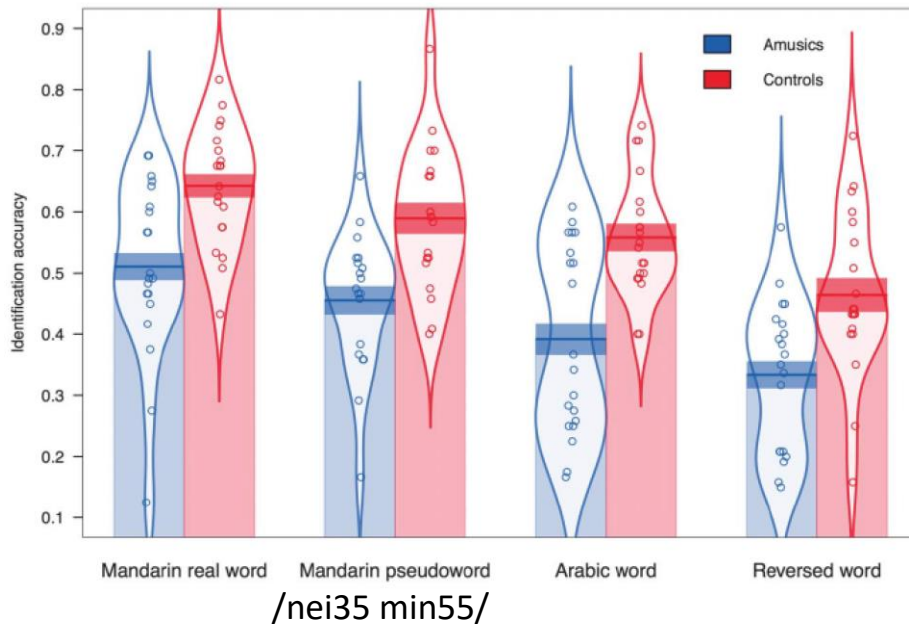 0.9
0.8
0.7
0.6
0.5
0.4
0.3
0.2
0.1
Identification accuracy
Amusics
Controls
Mandarin real word
Mandarin pseudoword
Arabic word
Reversed word
/nei35 min55/